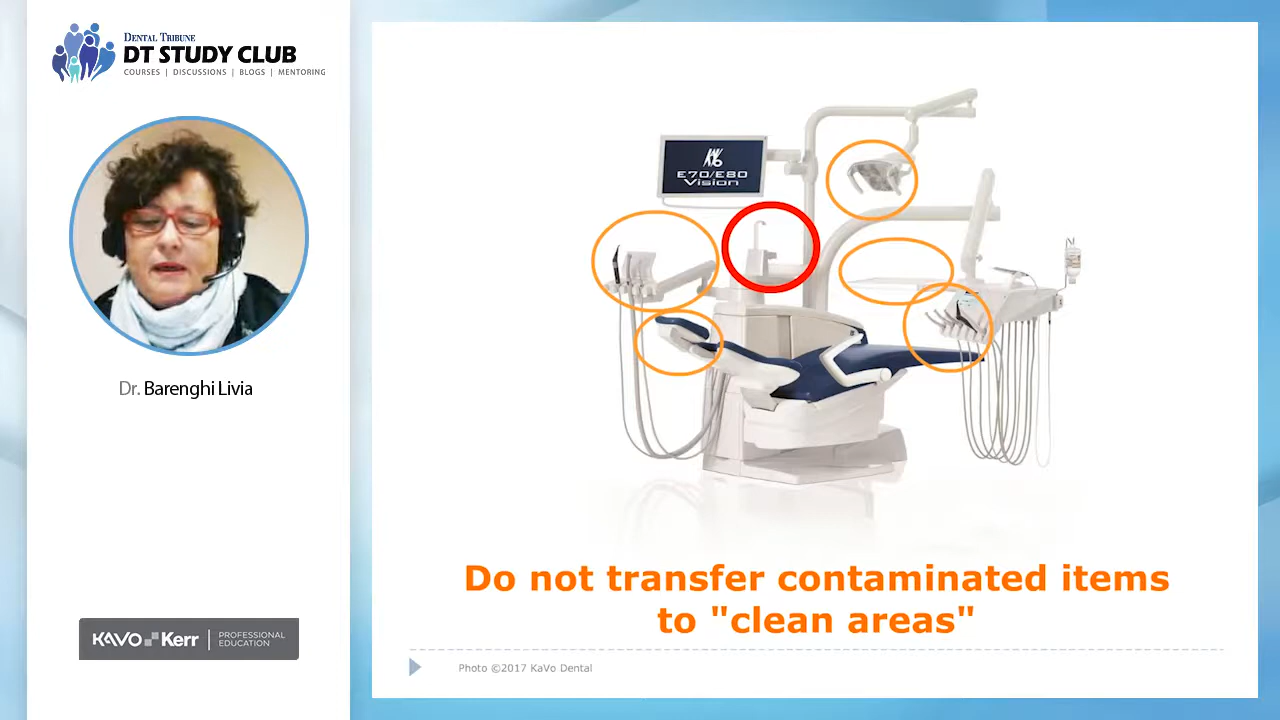 DENTAL TRIBUNE
DT STUDY CLUB
COURSES | DISCUSSIONS | BLOGS | MENTORING
Dr. Barenghi Livia
KAVO Kerr | PROFESSIONAL EDUCATION
KaVo
E70/E80
Vision
Do not transfer contaminated items
to "clean areas"
Photo ©2017 KaVo Dental